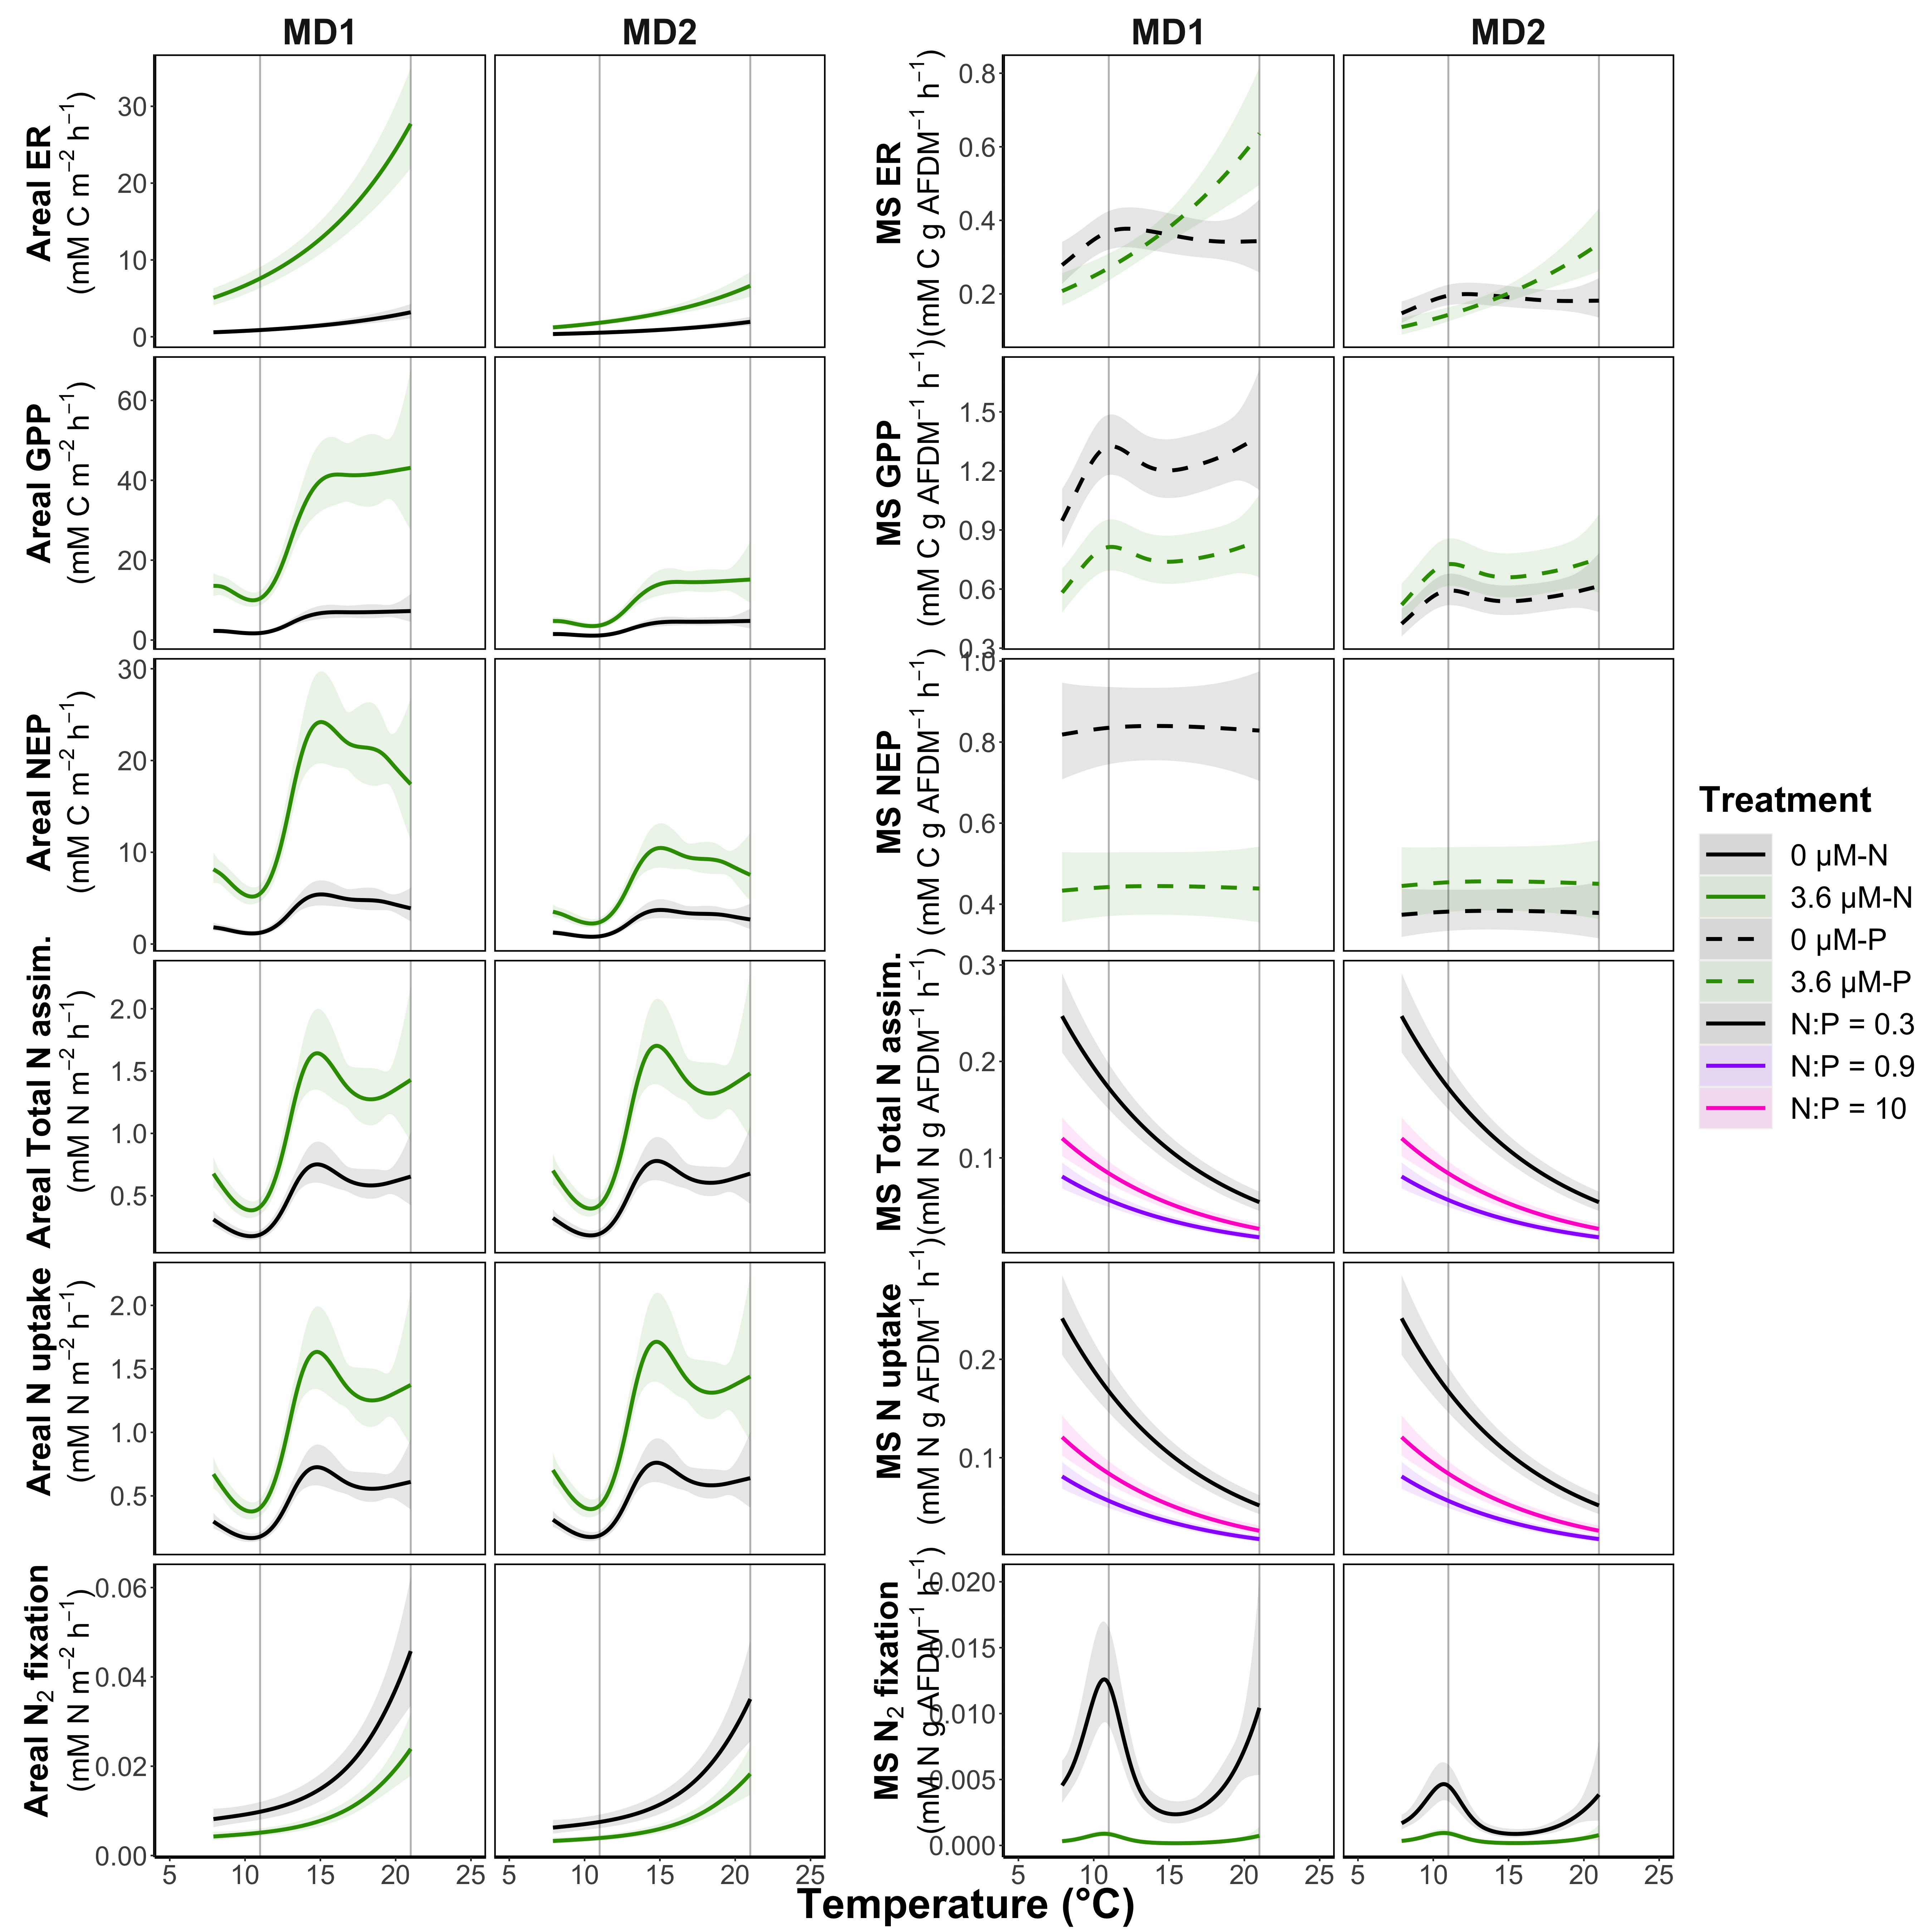 MD1 MD2 MD1 MD2
Areal ER
(mM C m−2 h−1)
30
20
10
0
MS ER
(mM C g AFDM−1 h−1)
0.8
0.6
0.4
0.2
Areal GPP
(mM C m−2 h−1)
60
40
20
0
MS GPP
(mM C g AFDM−1 h−1)
1.5
1.2
0.9
0.6
0.3
Areal NEP
(mM C m−2 h−1)
30
20
10
0
MS NEP
(mM C g AFDM−1 h−1)
1.0
0.8
0.6
0.4
Areal Total N assim.
(mM N m−2 h−1)
2.0
1.5
1.0
0.5
MS Total N assim.
(mM N g AFDM−1 h−1)
0.3
0.2
0.1
Areal N uptake
(mM N m−2 h−1)
2.0
1.5
1.0
0.5
MS N uptake
(mM N g AFDM−1 h−1)
0.2
0.1
Areal N2 fixation
(mM N m−2 h−1)
0.06
0.04
0.02
0.00
MS N2 fixation
(mM N g AFDM−1 h−1)
0.020
0.015
0.010
0.005
0.000
5 10 15 20 25 5 10 15 20 25 5 10 15 20 25 5 10 15 20 25
Temperature (°C)
Treatment
0 µM-N
3.6 µM-N
0 µM-P
3.6 µM-P
N:P = 0.3
N:P = 0.9
N:P = 10